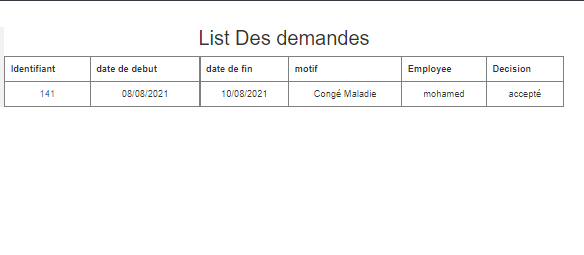 List Des demandes
Identifiant date de debut date de fin motif Employee Decision
141 08/08/2021 10/08/2021 Congé Maladie mohamed accepté